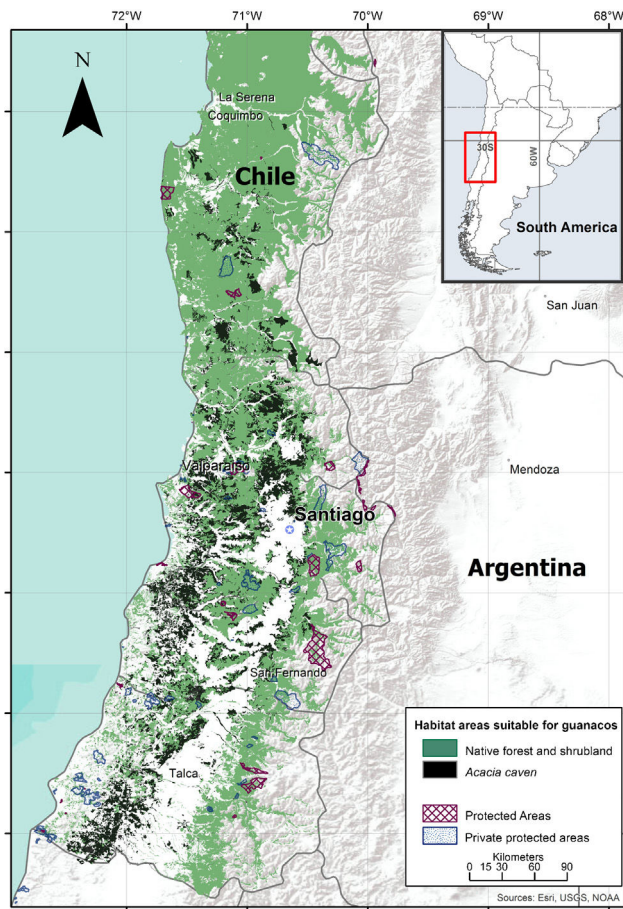 72°W 71°W 70°W 69°W 68°W
N
La Serena
Coquimbo
Chile
30S
60W
South America
San Juan
Valparaiso
Mendoza
Santiago
Argentina
San Fernando
Talca
Habitat areas suitable for guanacos
Native forest and shrubland
Acacia caven
Protected Areas
Private protected areas
Kilometers
0 15 30 60 90
Sources: Esri, USGS, NOAA